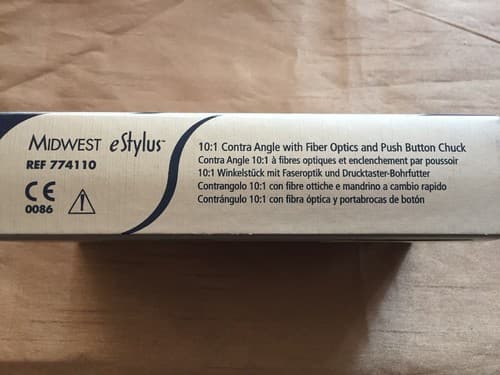 MIDWEST eStylus™
REF 774110
CE
0086
10:1 Contra Angle with Fiber Optics and Push Button Chuck
Contra Angle 10:1 à fibres optiques et enclenchement par poussoir
10:1 Winkelstück mit Faseroptik und Drucktaster-Bohrfutter
Contrangolo 10:1 con fibre ottiche e mandrino a cambio rapido
Contrángulo 10:1 con fibra óptica y portabrocas de botón